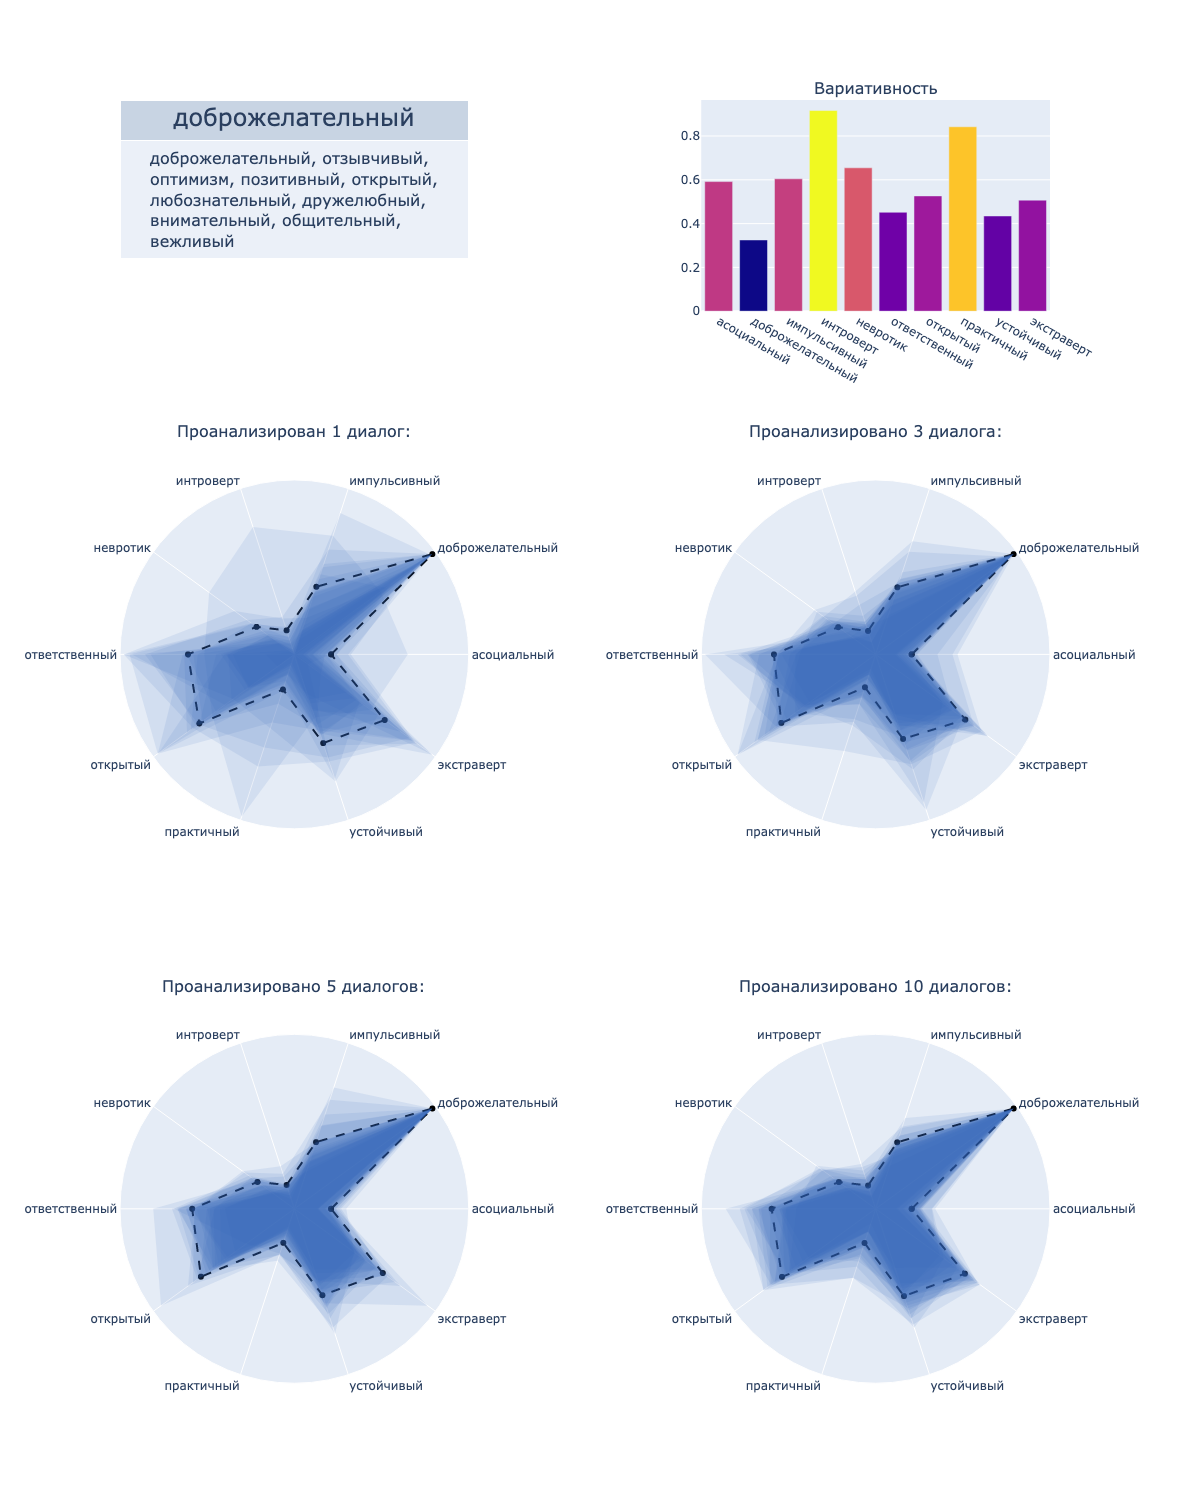 доброжелательный
доброжелательный, отзывчивый,
оптимизм, позитивный, открытый,
любознательный, дружелюбный,
внимательный, общительный,
вежливый
Вариативность
0.8
0.6
0.4
0.2
0
асоциальный
доброжелательный
импульсивный
интроверт
невротик
ответственный
открытый
практичный
устойчивый
экстраверт
Проанализирован 1 диалог:
интроверт
импульсивный
невротик
доброжелательный
ответственный
асоциальный
открытый
экстраверт
практичный
устойчивый
Проанализировано 3 диалога:
интроверт
импульсивный
невротик
доброжелательный
ответственный
асоциальный
открытый
экстраверт
практичный
устойчивый
Проанализировано 5 диалогов:
интроверт
импульсивный
невротик
доброжелательный
ответственный
асоциальный
открытый
экстраверт
практичный
устойчивый
Проанализировано 10 диалогов:
интроверт
импульсивный
невротик
доброжелательный
ответственный
асоциальный
открытый
экстраверт
практичный
устойчивый